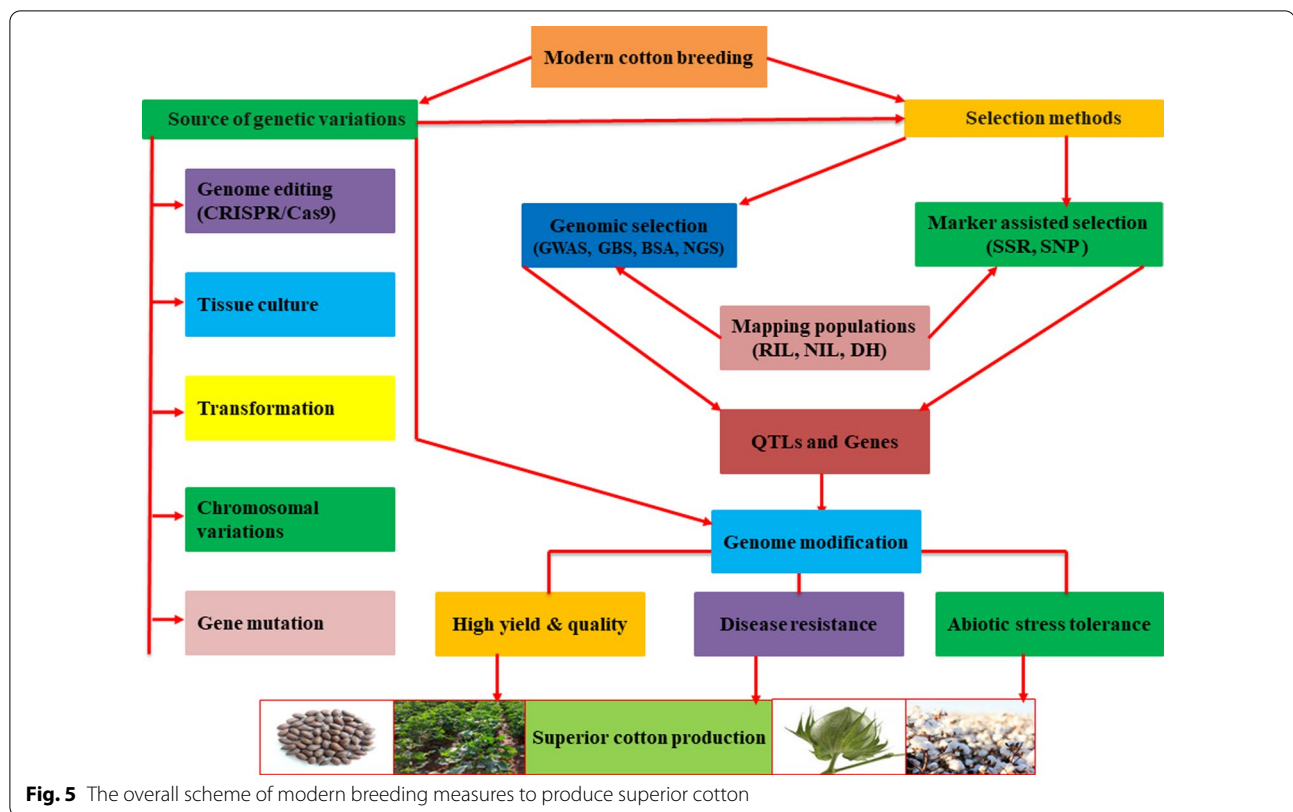 Modern cotton breeding
Source of genetic variations
Selection methods
Genome editing
(CRISPR/Cas9)
Genomic selection
(GWAS, GBS, BSA, NGS)
Marker assisted selection
(SSR, SNP)
Tissue culture
Mapping populations
(RIL, NIL, DH)
Transformation
QTLs and Genes
Chromosomal
variations
Genome modification
Gene mutation
High yield & quality
Disease resistance
Abiotic stress tolerance
Superior cotton production
Fig. 5 The overall scheme of modern breeding measures to produce superior cotton